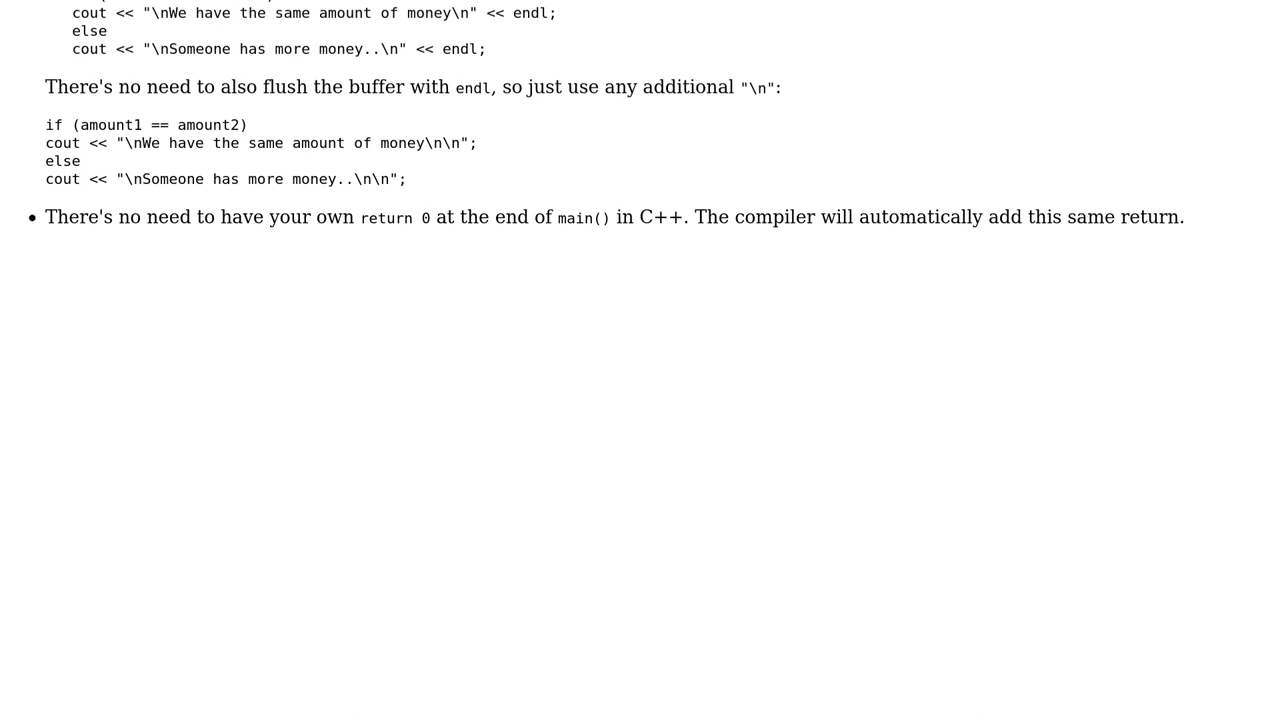 cout << "\nWe have the same amount of money\n" << endl;
else
cout << "\nSomeone has more money..\n" << endl;
There's no need to also flush the buffer with endl, so just use any additional "\n":
if (amount1 == amount2)
cout << "\nWe have the same amount of money\n\n";
else
cout << "\nSomeone has more money..\n\n";
• There's no need to have your own return 0 at the end of main() in C++. The compiler will automatically add this same return.